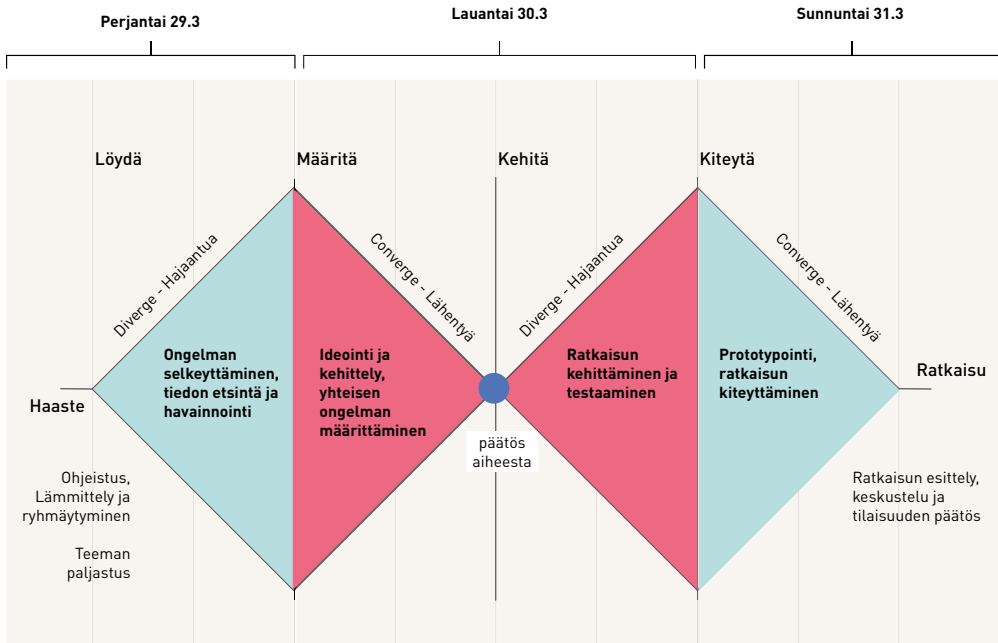 Perjantai 29.3
Lauantai 30.3
Sunnuntai 31.3
Löydä
Määritä
Kehitä
Kiteytä
Diverge - Hajaantua
Converge - Lähentyä
Diverge - Hajaantua
Converge - Lähentyä
Haaste
Ongelman
selkeyttäminen,
tiedon etsintä ja
havainnointi
Ideointi ja
kehittely,
yhteisen
ongelman
määrittäminen
Ratkaisun
kehittäminen ja
testaaminen
Prototypointi,
ratkaisun
kiteyttäminen
Ratkaisu
päätös
aiheesta
Ohjeistus,
Lämmittely ja
ryhmäytyminen
Teeman
paljastus
Ratkaisun esittely,
keskustelu ja
tilaisuuden päätös